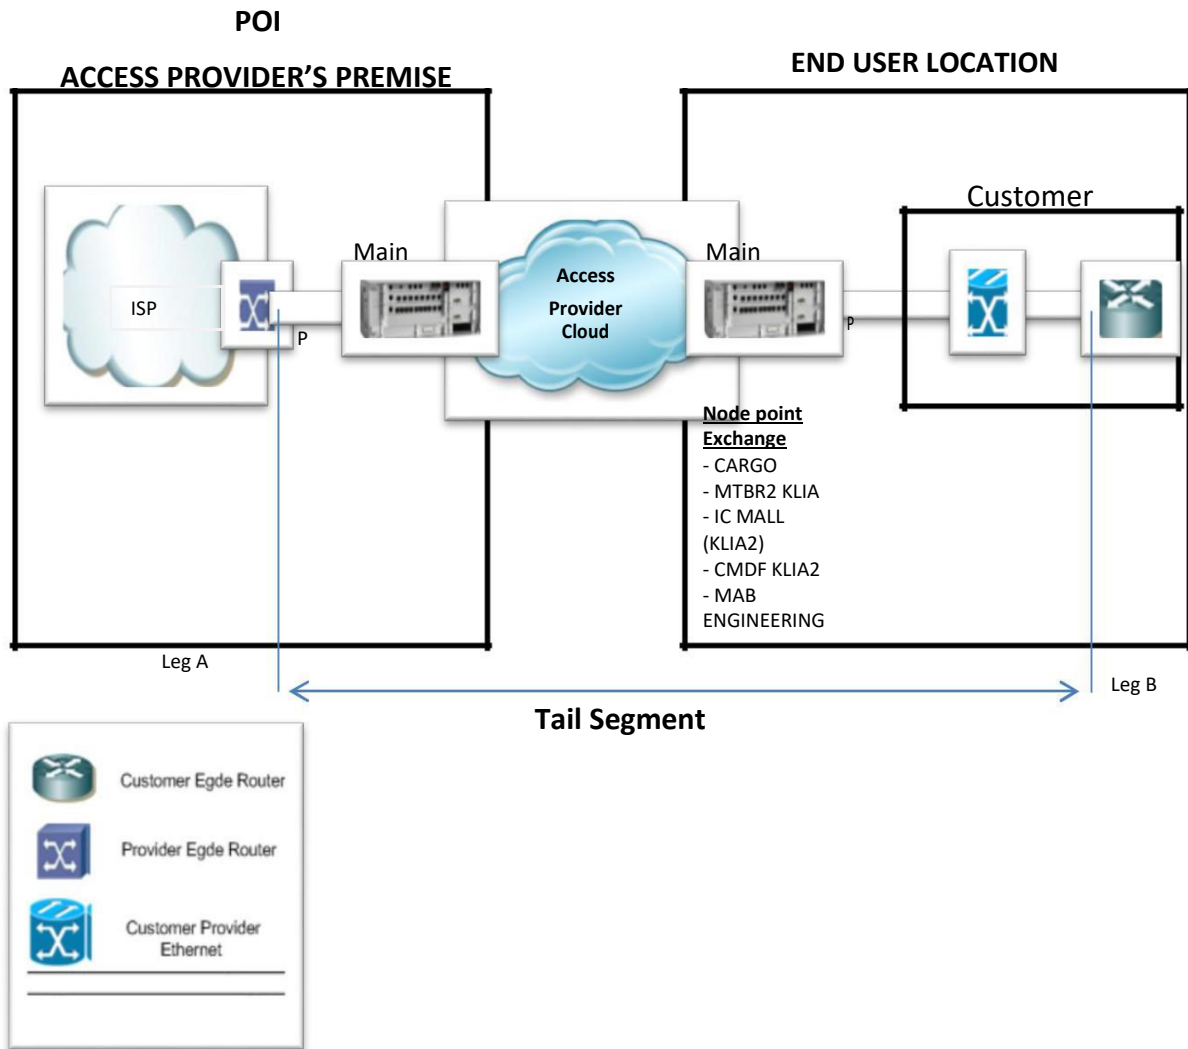 POI
ACCESS PROVIDER’S PREMISE
END USER LOCATION
Customer
Main
Main
Access
Provider
Cloud
ISP
P
P
Node point
Exchange
- CARGO
- MTBR2 KLIA
- IC MALL
(KLIA2)
- CMDF KLIA2
- MAB
ENGINEERING
Leg A
Leg B
Tail Segment
Customer Egde Router
Provider Egde Router
Customer Provider
Ethernet